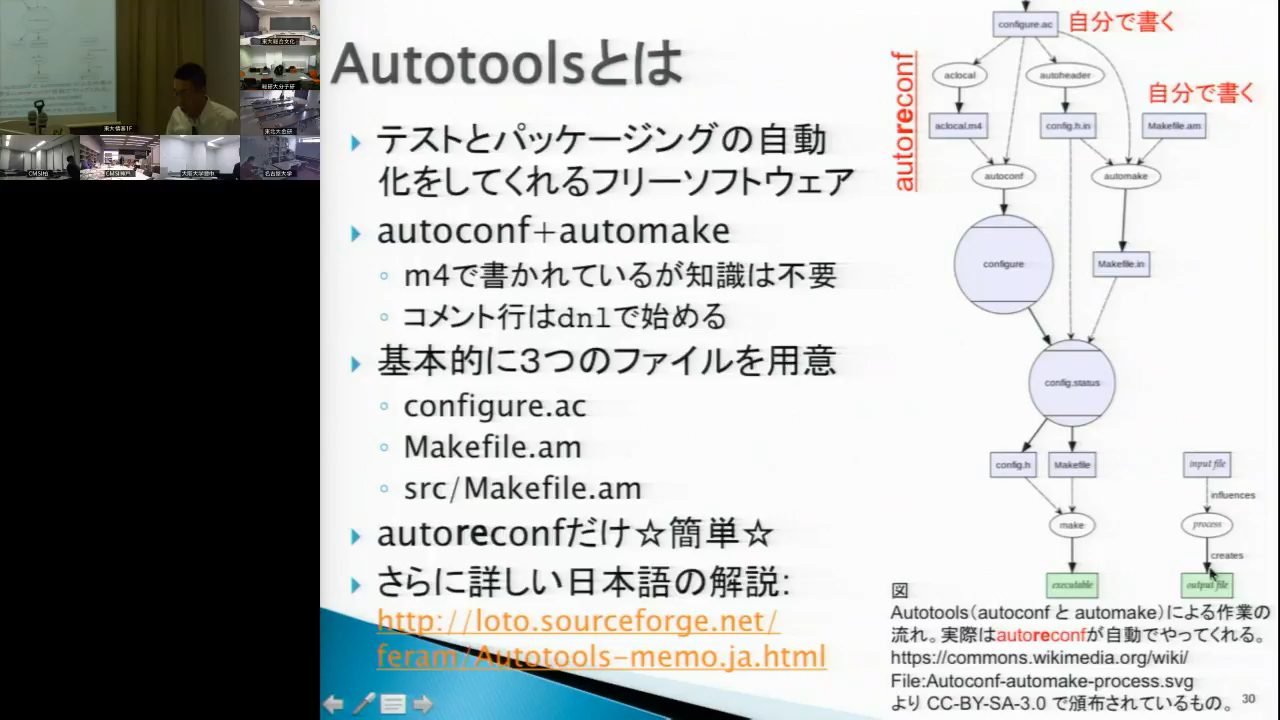 東大総合文化
総研大分子研
東大情基1F
東北大金研
CMSI柏
CMSI神戸
大阪大学豊中
名古屋大学
Autotoolsとは
テストとパッケージングの自動
化をしてくれるフリーソフトウェア
autoconf+automake
m4で書かれているが知識は不要
コメント行はdnlで始める
基本的に3つのファイルを用意
configure.ac
Makefile.am
src/Makefile.am
autoreconfだけ☆簡単☆
さらに詳しい日本語の解説:
http://loto.sourceforge.net/
feram/Autotools-memo.ja.html
autoreconf
configure.ac
自分で書く
aclocal
autoheader
自分で書く
aclocal.m4
config.h.in
Makefile.am
autoconf
automake
configure
Makefile.in
config.status
config.h
Makefile
input file
influences
make
process
creates
executable
output file
図
Autotools(autoconf と automake)による作業の
流れ。実際はautoreconfが自動でやってくれる。
https://commons.wikimedia.org/wiki/
File:Autoconf-automake-process.svg
より CC-BY-SA-3.0 で頒布されているもの。
30